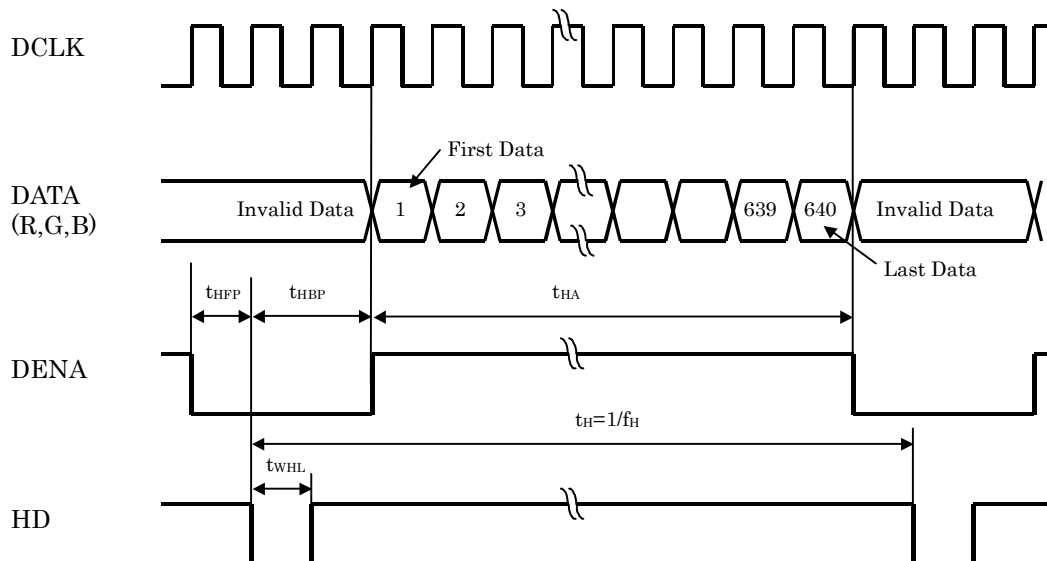 DCLK
First Data
DATA
(R,G,B)
Invalid Data
1
2
3
639
640
Invalid Data
Last Data
tHFP
tHBP
tHA
DENA
tH=1/fH
tWHL
HD